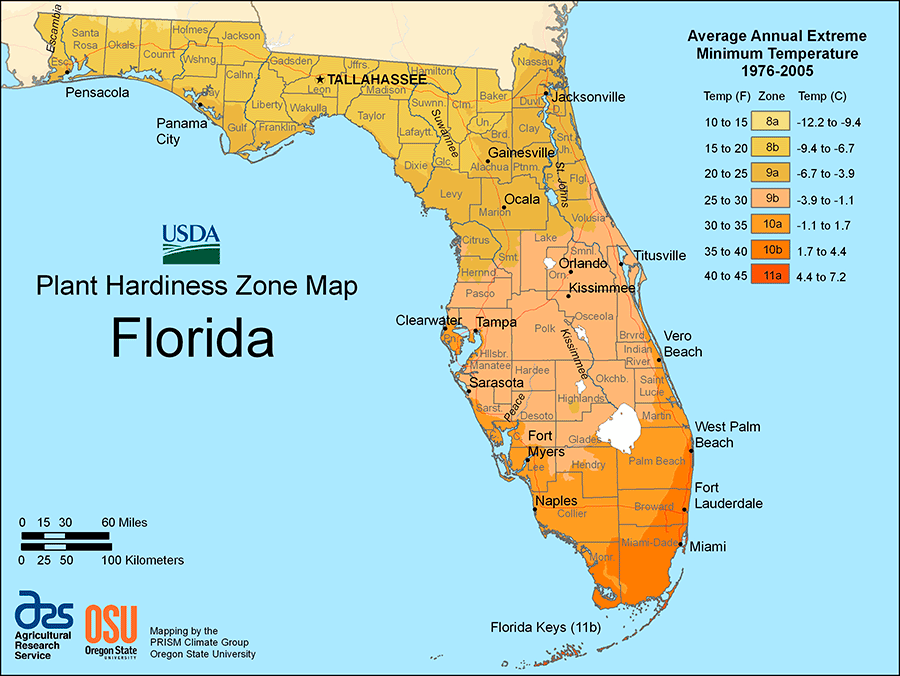 Average Annual Extreme
Minimum Temperature
1976-2005
Temp (F) Zone Temp (C)
10 to 15 8a -12.2 to -9.4
15 to 20 8b -9.4 to -6.7
20 to 25 9a -6.7 to -3.9
25 to 30 9b -3.9 to -1.1
30 to 35 10a -1.1 to 1.7
35 to 40 10b 1.7 to 4.4
40 to 45 11a 4.4 to 7.2
USDA
Plant Hardiness Zone Map
Florida
Escambia
Santa
Rosa
Esc.
Okals.
Holmes
Jackson
Wshng.
Calhn.
Bay
Gadsden
Liberty
Gulf
Franklin
Leon
Wakulla
Jffrs.
Madison
Taylor
Hamilton
Suwnn.
Lafaytt.
Dixie
Clm.
Baker
Nassau
Duvl.
Un.
Brd.
Clay
Glc.
Alachua
Ptnm.
Flgl.
Levy
Marion
Volusia
Citrus
Smt.
Lake
Smnl.
Hernnd.
Orn.
Pasco
Osceola
Polk
Brvrd.
Hllsbr.
Manatee
Hardee
Indian
River
Okchb.
Saint
Lucie
Highlands
Sarst.
Desoto
Martin
Glades
Lee
Hendry
Palm Beach
Collier
Broward
Monr.
Miami-Dade
Suwannee
St. Johns
Kissimmee
Peace
Pensacola
Panama
City
TALLAHASSEE
Jacksonville
Gainesville
Ocala
Titusville
Orlando
Kissimmee
Clearwater
Tampa
Vero
Beach
Sarasota
West Palm
Beach
Fort
Myers
Fort
Lauderdale
Naples
Miami
Florida Keys (11b)
0 15 30 60 Miles
0 25 50 100 Kilometers
ars
Agricultural
Research
Service
OSU
Oregon State
UNIVERSITY
Mapping by the
PRISM Climate Group
Oregon State University